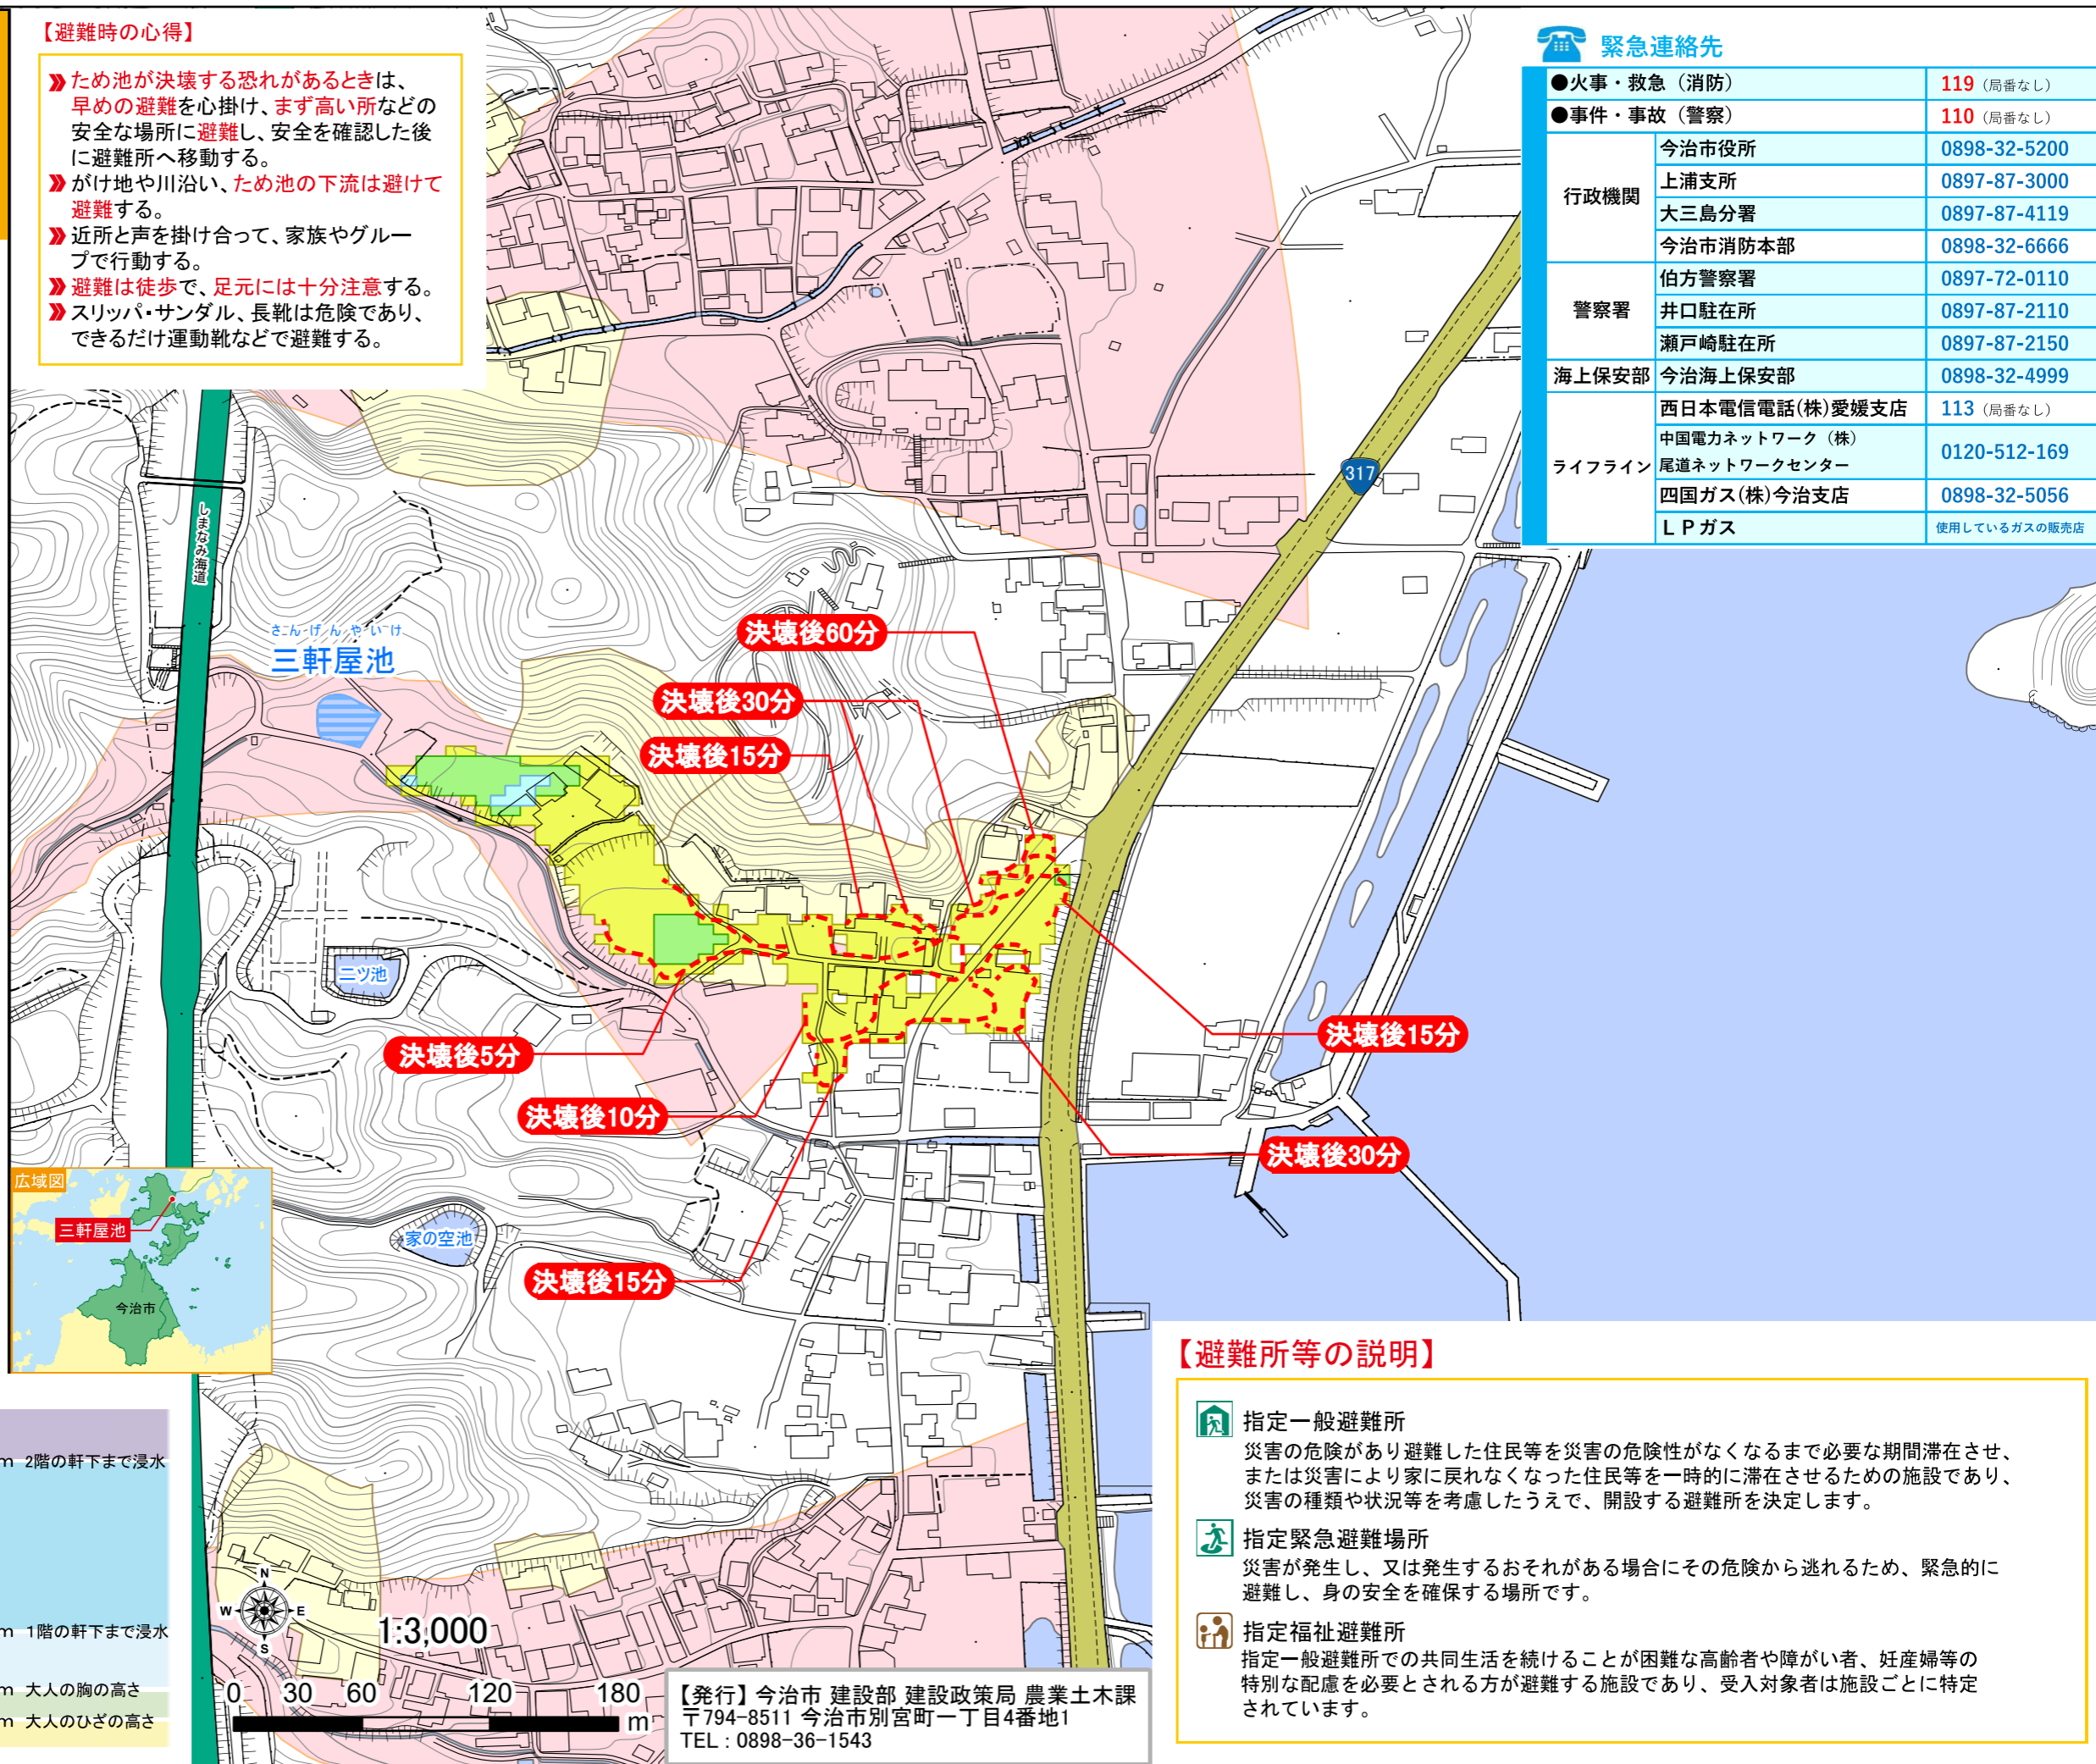 【避難時の心得】
》ため池が決壊する恐れがあるときは、
早めの避難を心掛け、まず高い所などの
安全な場所に避難し、安全を確認した後
に避難所へ移動する。
》がけ地や川沿い、ため池の下流は避けて
避難する。
》近所と声を掛け合って、家族やグルー
プで行動する。
》避難は徒歩で、足元には十分注意する。
》スリッパ・サンダル、長靴は危険であり、
できるだけ運動靴などで避難する。
緊急連絡先
●火事・救急（消防） 119（局番なし）
●事件・事故（警察） 110（局番なし）
行政機関
今治市役所 0898-32-5200
上浦支所 0897-87-3000
大三島分署 0897-87-4119
今治市消防本部 0898-32-6666
警察署
伯方警察署 0897-72-0110
井口駐在所 0897-87-2110
瀬戸崎駐在所 0897-87-2150
海上保安部 今治海上保安部 0898-32-4999
ライフライン
西日本電信電話(株)愛媛支店 113（局番なし）
中国電力ネットワーク（株）
尾道ネットワークセンター 0120-512-169
四国ガス(株)今治支店 0898-32-5056
ＬＰガス 使用しているガスの販売店
317
しまなみ海道
さんげんやいけ
三軒屋池
決壊後60分
決壊後30分
決壊後15分
二ツ池
決壊後5分
決壊後15分
決壊後10分
決壊後30分
家の空池
決壊後15分
広域図
三軒屋池
今治市
m 2階の軒下まで浸水
m 1階の軒下まで浸水
m 大人の胸の高さ
m 大人のひざの高さ
N
W E
S
1:3,000
0 30 60 120 180
m
【発行】今治市 建設部 建設政策局 農業土木課
〒794-8511 今治市別宮町一丁目4番地1
TEL : 0898-36-1543
【避難所等の説明】
指定一般避難所
災害の危険があり避難した住民等を災害の危険性がなくなるまで必要な期間滞在させ、
または災害により家に戻れなくなった住民等を一時的に滞在させるための施設であり、
災害の種類や状況等を考慮したうえで、開設する避難所を決定します。
指定緊急避難場所
災害が発生し、又は発生するおそれがある場合にその危険から逃れるため、緊急的に
避難し、身の安全を確保する場所です。
指定福祉避難所
指定一般避難所での共同生活を続けることが困難な高齢者や障がい者、妊産婦等の
特別な配慮を必要とされる方が避難する施設であり、受入対象者は施設ごとに特定
されています。